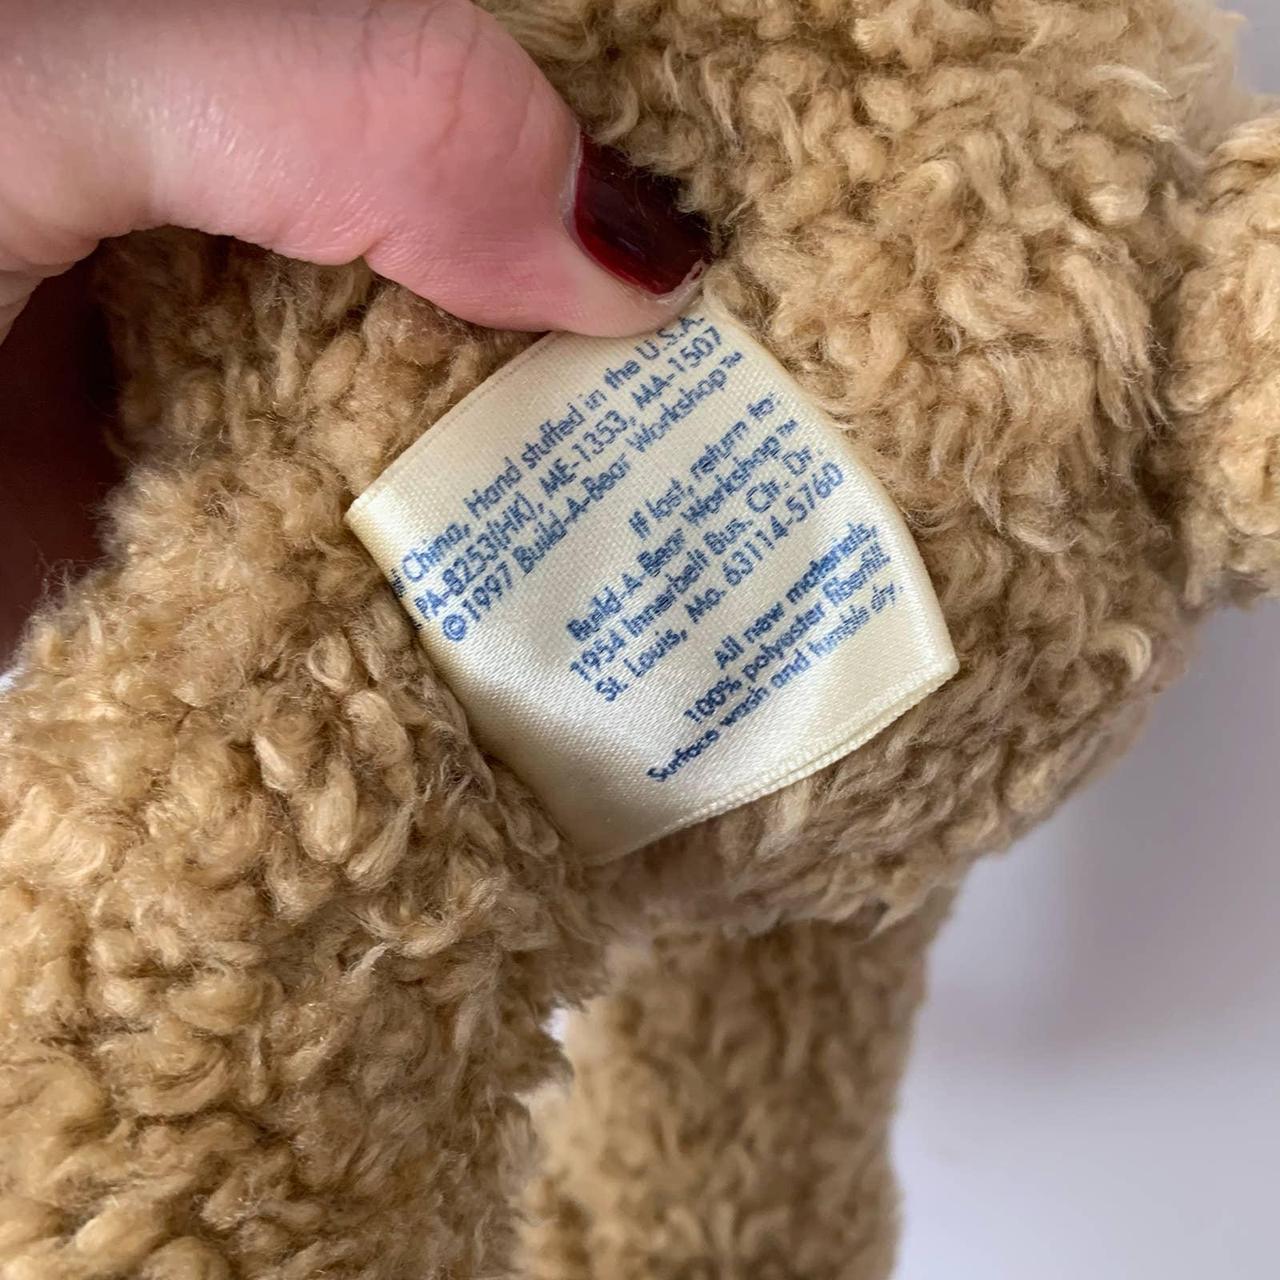 China, Hand stuffed in the U.S.A.
PA-8253(HK), ME-1353, MA-1507
©1997 Build-A-Bear Workshop™
If lost, return to:
Build-A-Bear Workshop™
1954 Innerbelt Bus. Ctr. Dr
St. Louis, Mo. 63114-5760
All new materials
100% polyester fiberfill
Surface wash and tumble dry